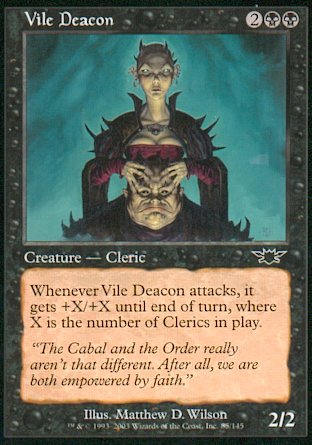 Vile Deacon 2
Creature — Cleric
Whenever Vile Deacon attacks, it
gets +X/+X until end of turn, where
X is the number of Clerics in play.
“The Cabal and the Order really
aren’t that different. After all, we are
both empowered by faith.”
Illus. Matthew D. Wilson
™ & © 1993–2003 Wizards of the Coast, Inc. 85/145
2/2